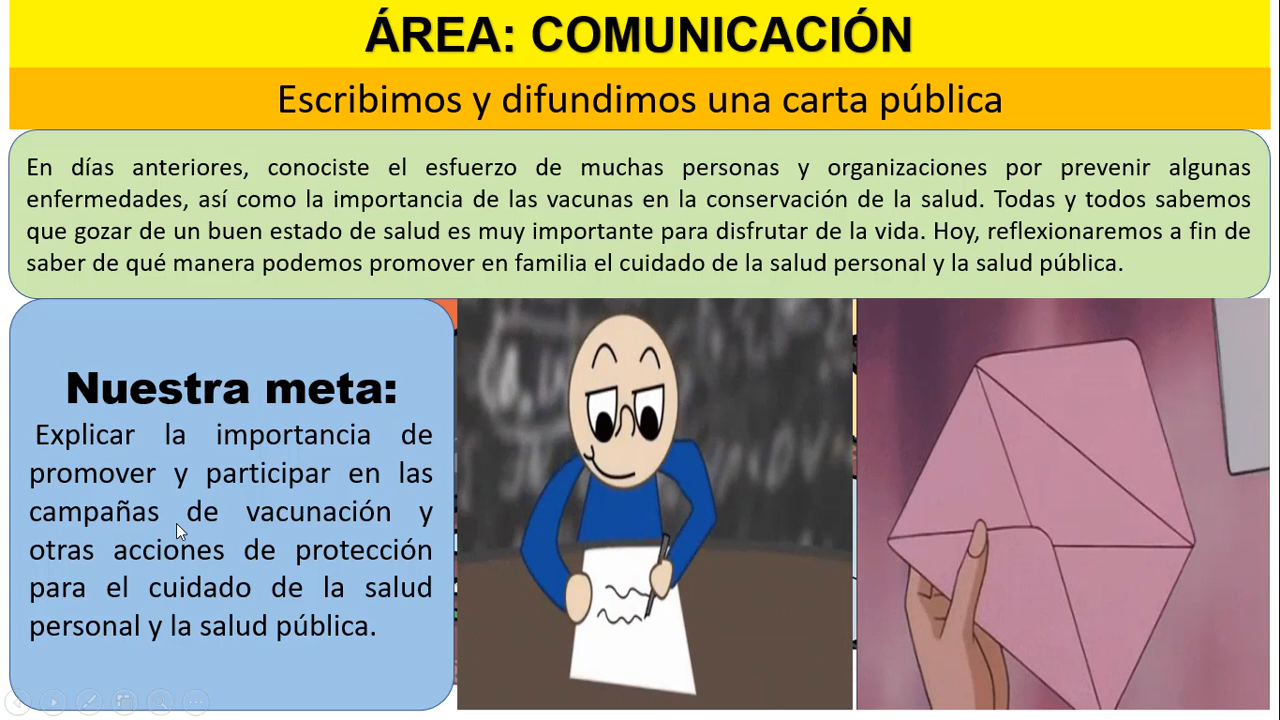 ÁREA: COMUNICACIÓN
Escribimos y difundimos una carta pública
En días anteriores, conociste el esfuerzo de muchas personas y organizaciones por prevenir algunas
enfermedades, así como la importancia de las vacunas en la conservación de la salud. Todas y todos sabemos
que gozar de un buen estado de salud es muy importante para disfrutar de la vida. Hoy, reflexionaremos a fin de
saber de qué manera podemos promover en familia el cuidado de la salud personal y la salud pública.
Nuestra meta:
Explicar la importancia de
promover y participar en las
campañas de vacunación y
otras acciones de protección
para el cuidado de la salud
personal y la salud pública.